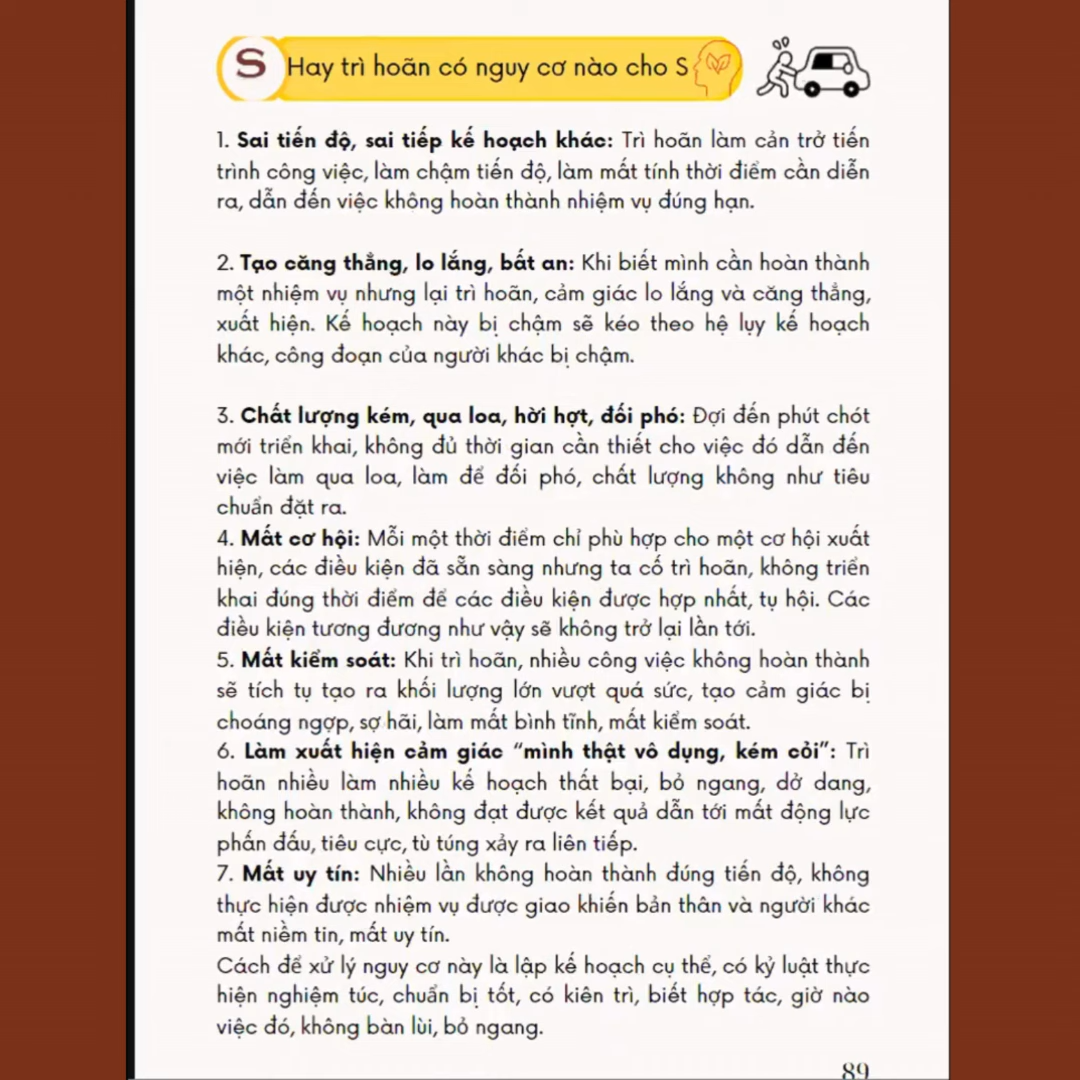 S Hay trì hoãn có nguy cơ nào cho S
1. Sai tiến độ, sai tiếp kế hoạch khác: Trì hoãn làm cản trở tiến
trình công việc, làm chậm tiến độ, làm mất tính thời điểm cần diễn
ra, dẫn đến việc không hoàn thành nhiệm vụ đúng hạn.
2. Tạo căng thẳng, lo lắng, bất an: Khi biết mình cần hoàn thành
một nhiệm vụ nhưng lại trì hoãn, cảm giác lo lắng và căng thẳng,
xuất hiện. Kế hoạch này bị chậm sẽ kéo theo hệ lụy kế hoạch
khác, công đoạn của người khác bị chậm.
3. Chất lượng kém, qua loa, hời hợt, đối phó: Đợi đến phút chót
mới triển khai, không đủ thời gian cần thiết cho việc đó dẫn đến
việc làm qua loa, làm để đối phó, chất lượng không như tiêu
chuẩn đặt ra.
4. Mất cơ hội: Mỗi một thời điểm chỉ phù hợp cho một cơ hội xuất
hiện, các điều kiện đã sẵn sàng nhưng ta cố trì hoãn, không triển
khai đúng thời điểm để các điều kiện được hợp nhất, tụ hội. Các
điều kiện tương đương như vậy sẽ không trở lại lần tới.
5. Mất kiểm soát: Khi trì hoãn, nhiều công việc không hoàn thành
sẽ tích tụ tạo ra khối lượng lớn vượt quá sức, tạo cảm giác bị
choáng ngợp, sợ hãi, làm mất bình tĩnh, mất kiểm soát.
6. Làm xuất hiện cảm giác “mình thật vô dụng, kém cỏi”: Trì
hoãn nhiều làm nhiều kế hoạch thất bại, bỏ ngang, dở dang,
không hoàn thành, không đạt được kết quả dẫn tới mất động lực
phấn đấu, tiêu cực, tù túng xảy ra liên tiếp.
7. Mất uy tín: Nhiều lần không hoàn thành đúng tiến độ, không
thực hiện được nhiệm vụ được giao khiến bản thân và người khác
mất niềm tin, mất uy tín.
Cách để xử lý nguy cơ này là lập kế hoạch cụ thể, có kỷ luật thực
hiện nghiêm túc, chuẩn bị tốt, có kiên trì, biết hợp tác, giờ nào
việc đó, không bàn lùi, bỏ ngang.
89